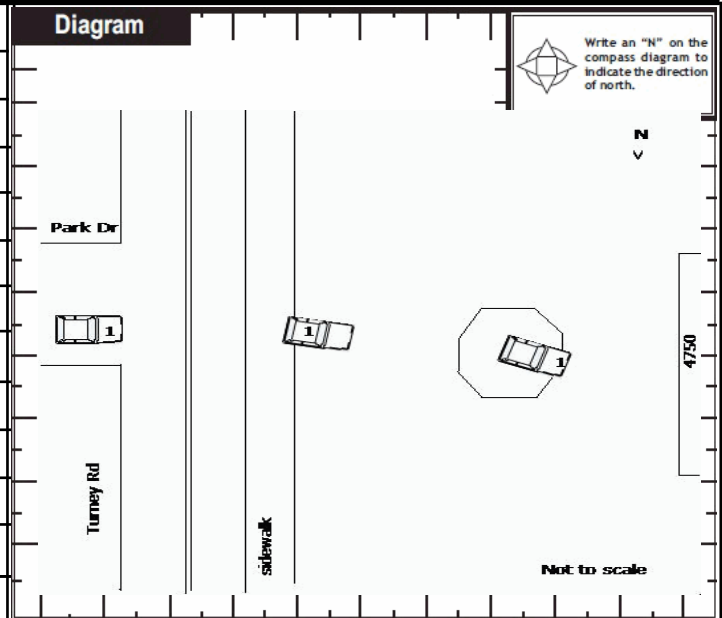 Diagram
Write an “N” on the
compass diagram to
indicate the direction
of north.
N
Park Dr
1
1
1
4750
Turney Rd
sidewalk
Not to scale